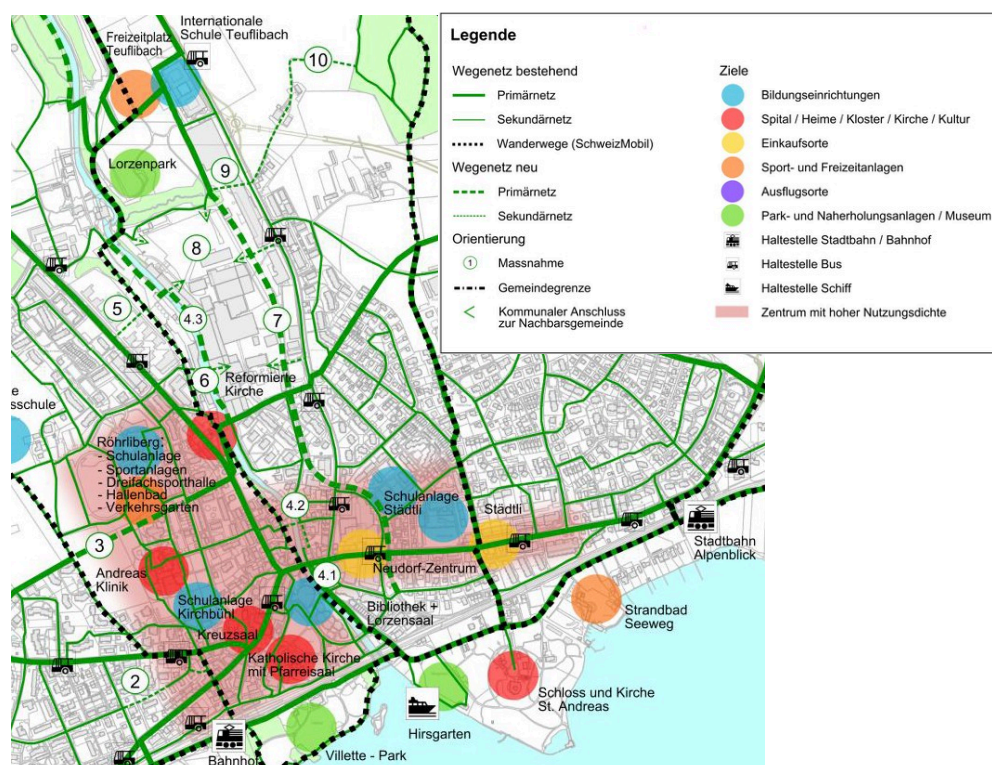 Internationale
Schule Teuflibach
Freizeitplatz
Teuflibach
10
Lorzenpark
9
8
5
4.3
7
6
Reformierte
Kirche
e
sschule
Röhrliberg:
- Schulanlage
- Sportanlagen
- Dreifachsporthalle
- Hallenbad
- Verkehrsgarten
4.2
Schulanlage
Städtli
Städtli
3
Stadtbahn
Alpenblick
Andreas
Klinik
4.1
Neudorf-Zentrum
Schulanlage
Kirchbühl
Bibliothek +
Lorzensaal
Strandbad
Seeweg
Kreuzsaal
Katholische Kirche
mit Pfarreisaal
2
Schloss und Kirche
St. Andreas
Hirsgarten
Bahnhof
Villette - Park
Legende
Wegenetz bestehend
Primärnetz
Sekundärnetz
Wanderwege (SchweizMobil)
Wegenetz neu
Primärnetz
Sekundärnetz
Orientierung
1 Massnahme
Gemeindegrenze
Kommunaler Anschluss
zur Nachbarsgemeinde
Ziele
Bildungseinrichtungen
Spital / Heime / Kloster / Kirche / Kultur
Einkaufsorte
Sport- und Freizeitanlagen
Ausflugsorte
Park- und Naherholungsanlagen / Museum
Haltestelle Stadtbahn / Bahnhof
Haltestelle Bus
Haltestelle Schiff
Zentrum mit hoher Nutzungsdichte